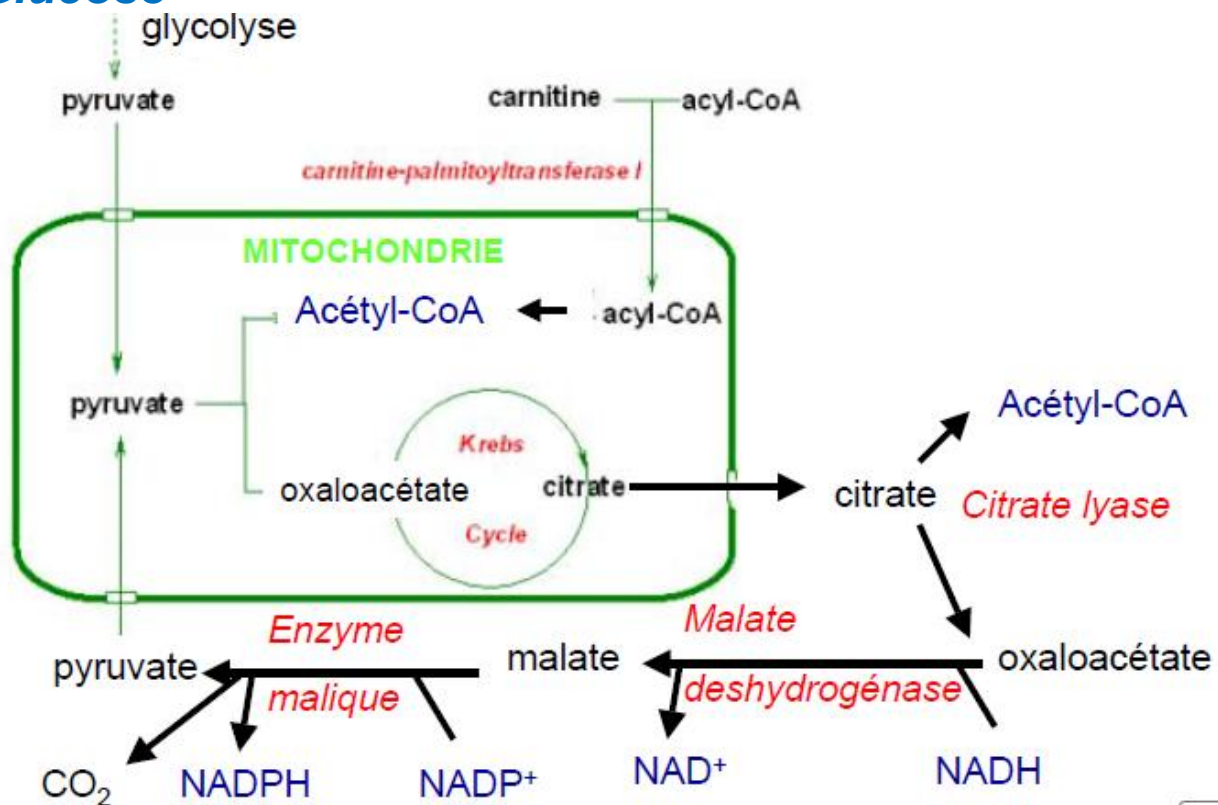 glycolyse
pyruvate
carnitine
acyl-CoA
carnitine-palmitoyltransferase I
MITOCHONDRIE
Acétyl-CoA
acyl-CoA
pyruvate
Krebs
oxaloacétate
citrate
Cycle
Acétyl-CoA
citrate
Citrate lyase
Enzyme
malique
Malate
deshydrogénase
pyruvate
malate
oxaloacétate
CO₂
NADPH
NADP⁺
NAD⁺
NADH